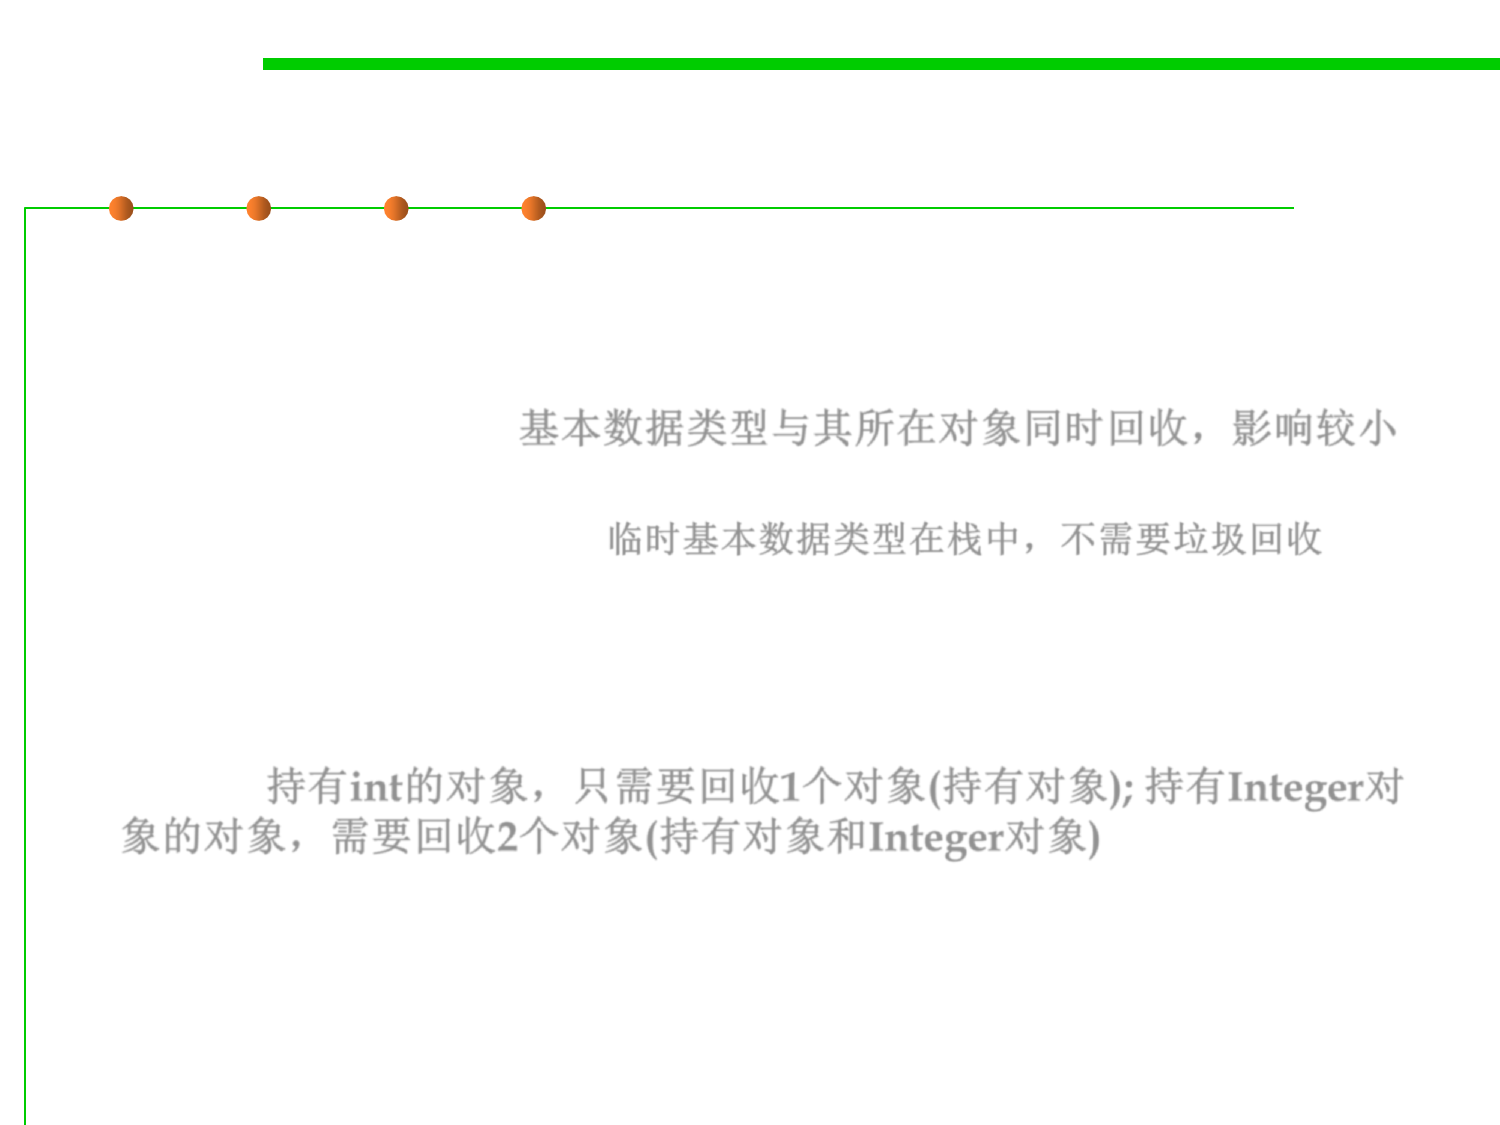 基本数据类型与其所在对象同时回收，影响较小
临时基本数据类型在栈中，不需要垃圾回收
持有int的对象，只需要回收1个对象(持有对象); 持有Integer对
象的对象，需要回收2个对象(持有对象和Integer对象)